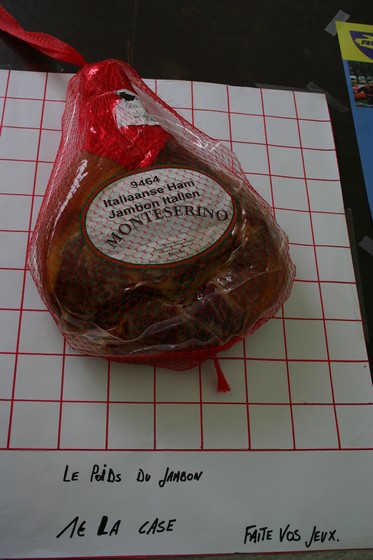 9464
Italiaanse Ham
Jambon Italien
MONTESERINO
LE POIDS DU JAMBON
1€ LA CASE
FAITE VOS JEUX.